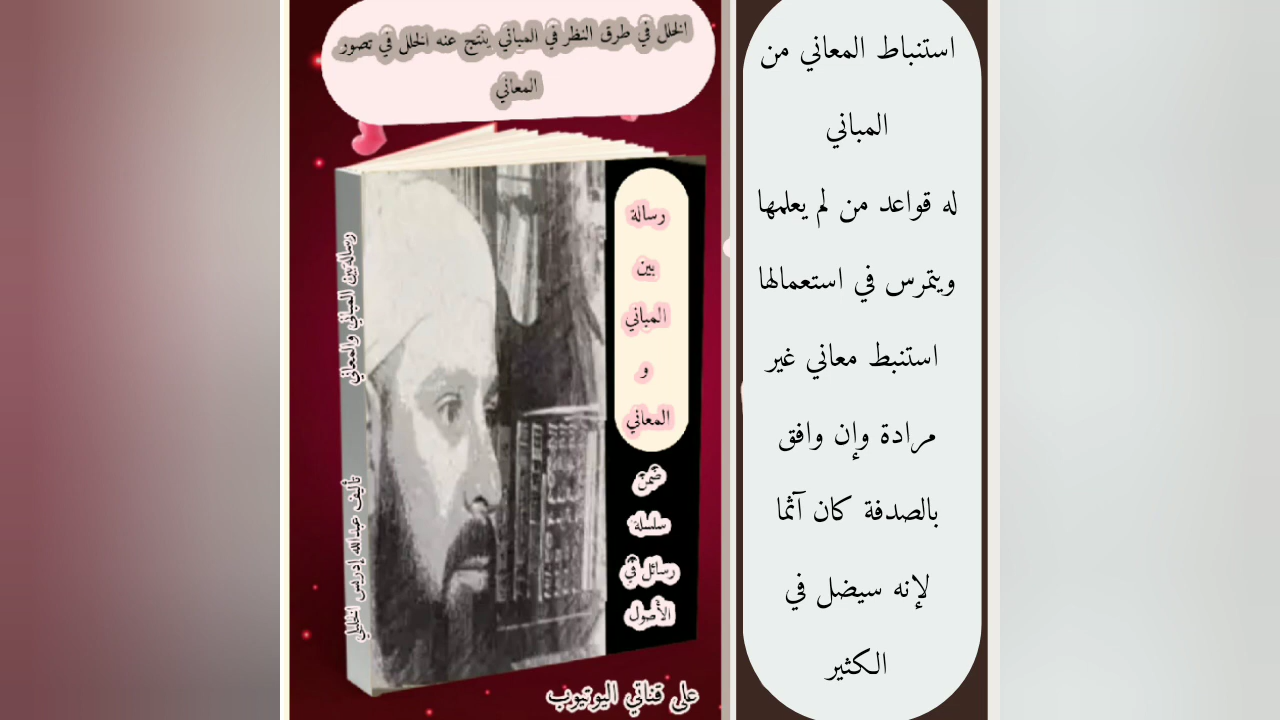 الخلل في طرق النظر في المباني ينتج عنه الخلل في تصور
المعاني
رسالة
بين
المباني
و
المعاني
ضمن
سلسلة
رسائل في
الأصول
رسالة بين المباني والمعاني
تأليف عبدالله إدريس الخليلي
على قناتي اليوتيوب
استنباط المعاني من
المباني
له قواعد من لم يعلمها
ويتمرس في استعمالها
استنبط معاني غير
مرادة وإن وافق
بالصدفة كان آثما
لإنه سيضل في
الكثير